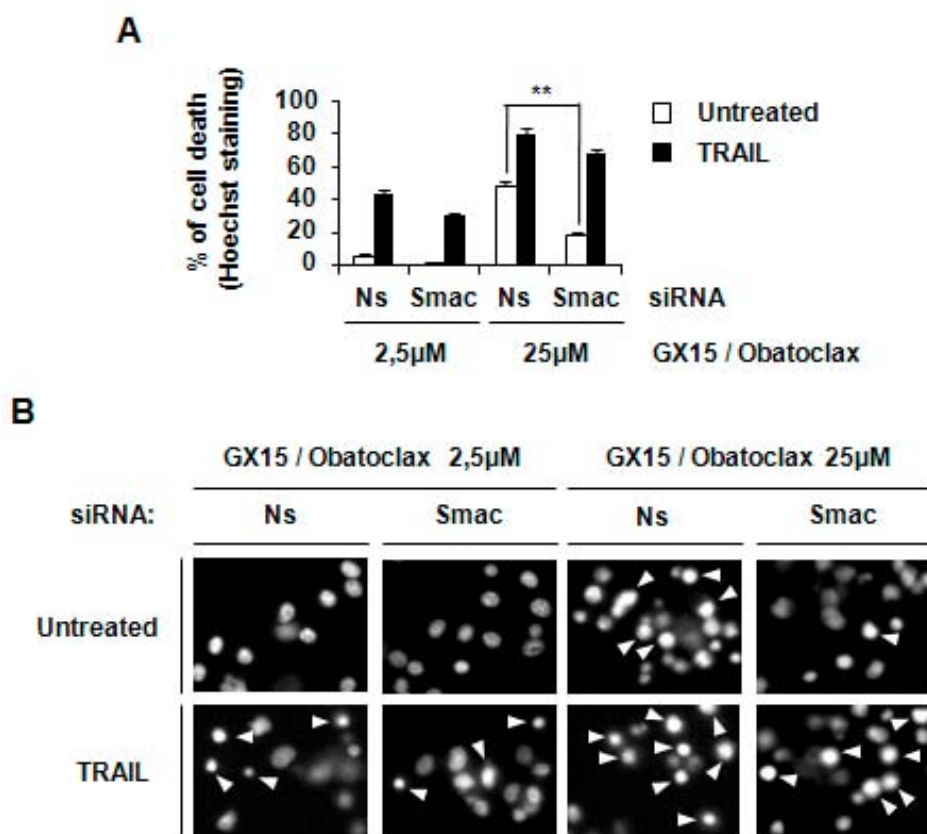 A
% of cell death
(Hoechst staining)
100
80
60
40
20
0
**
Untreated
TRAIL
Ns Smac Ns Smac siRNA
2,5µM 25µM GX15 / Obatoclax
B
GX15 / Obatoclax 2,5µM GX15 / Obatoclax 25µM
siRNA: Ns Smac Ns Smac
Untreated
TRAIL